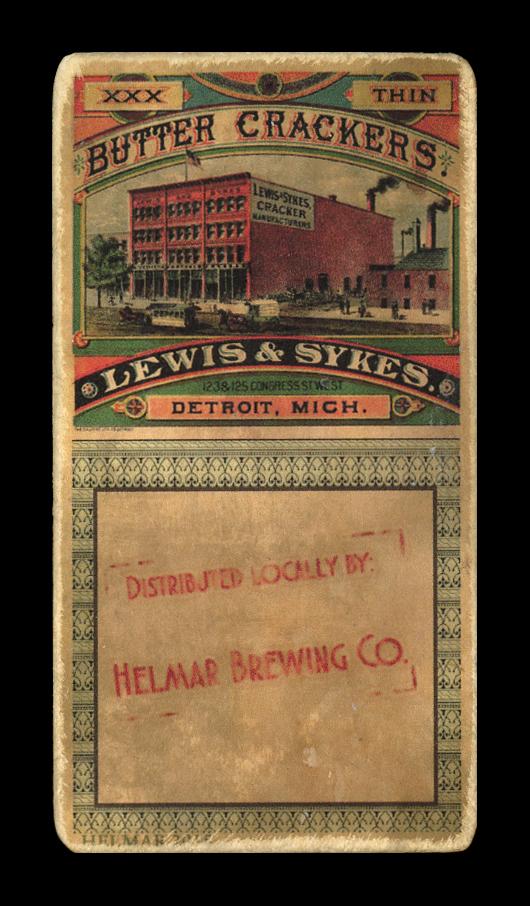 XXX THIN
BUTTER CRACKERS.
LEWIS & SYKES,
CRACKER
MANUFACTURERS
LEWIS & SYKES.
123 & 125 CONGRESS ST WEST
DETROIT, MICH.
DISTRIBUTED LOCALLY BY:
HELMAR BREWING CO.
HELMAR